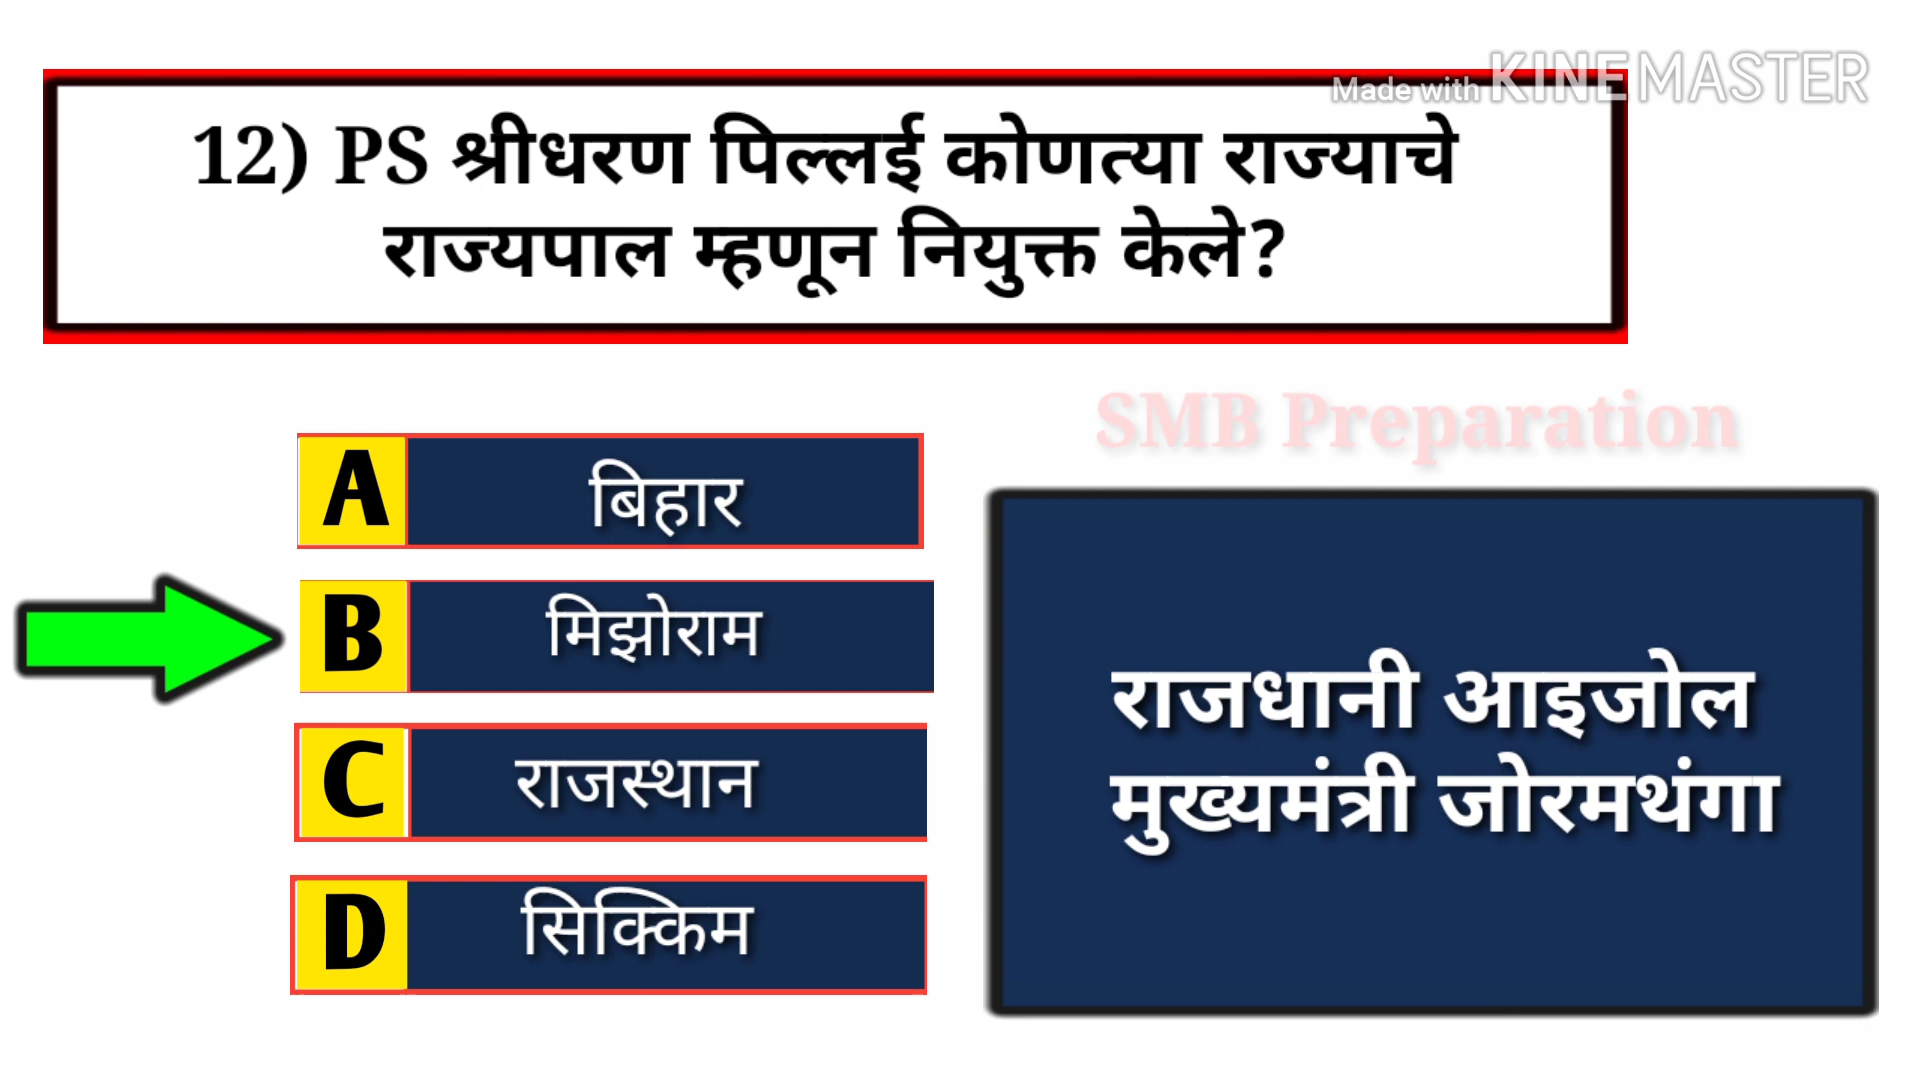 Made with KINEMASTER
12) PS श्रीधरण पिल्लई कोणत्या राज्याचे
राज्यपाल म्हणून नियुक्त केले?
SMB Preparation
A बिहार
B मिझोराम
C राजस्थान
D सिक्किम
राजधानी आइजोल
मुख्यमंत्री जोरमथंगा